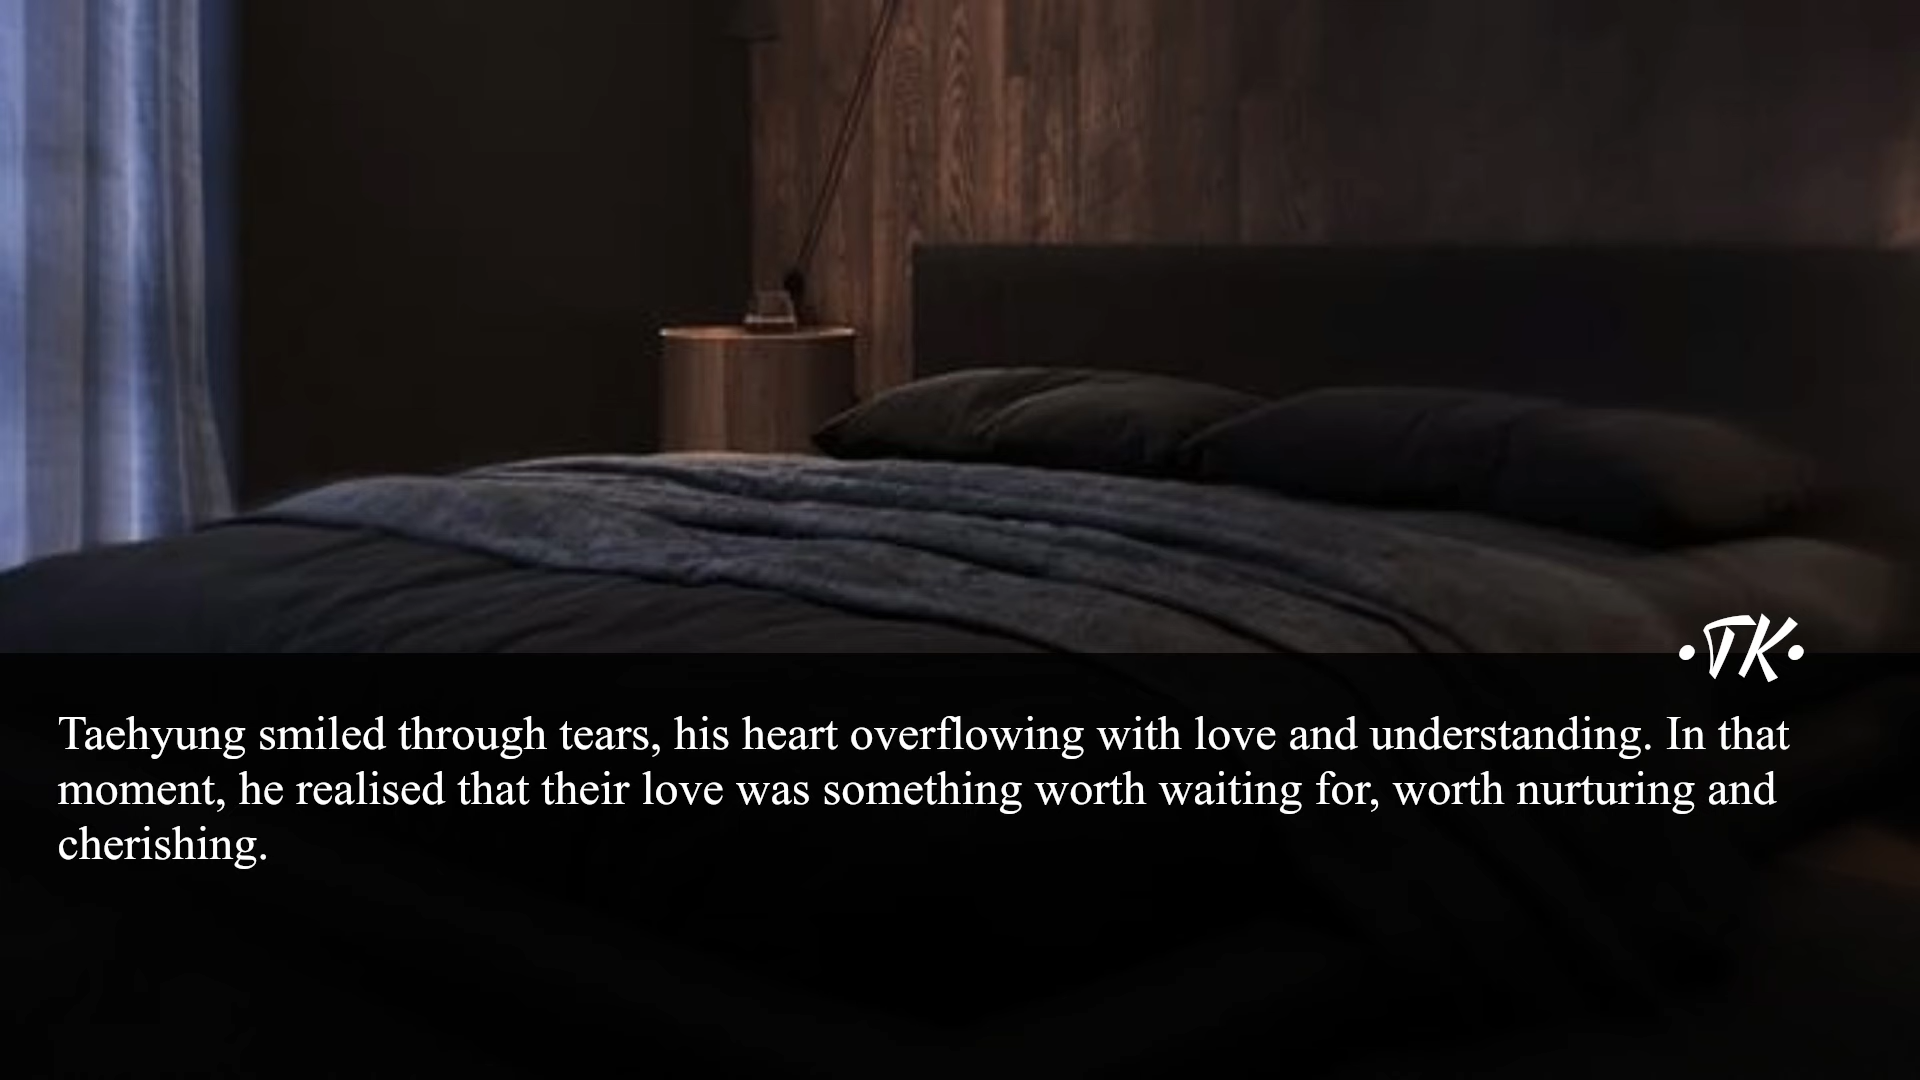 •TK•
Taehyung smiled through tears, his heart overflowing with love and understanding. In that
moment, he realised that their love was something worth waiting for, worth nurturing and
cherishing.